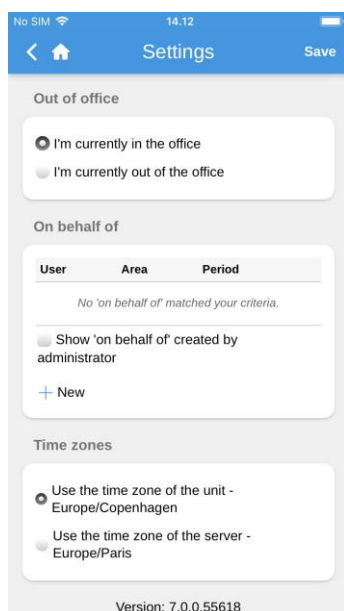 No SIM 14.12
Settings Save
Out of office
I'm currently in the office
I'm currently out of the office
On behalf of
User Area Period
No 'on behalf of' matched your criteria.
Show 'on behalf of' created by
administrator
New
Time zones
Use the time zone of the unit -
Europe/Copenhagen
Use the time zone of the server -
Europe/Paris
Version: 7.0.0.55618